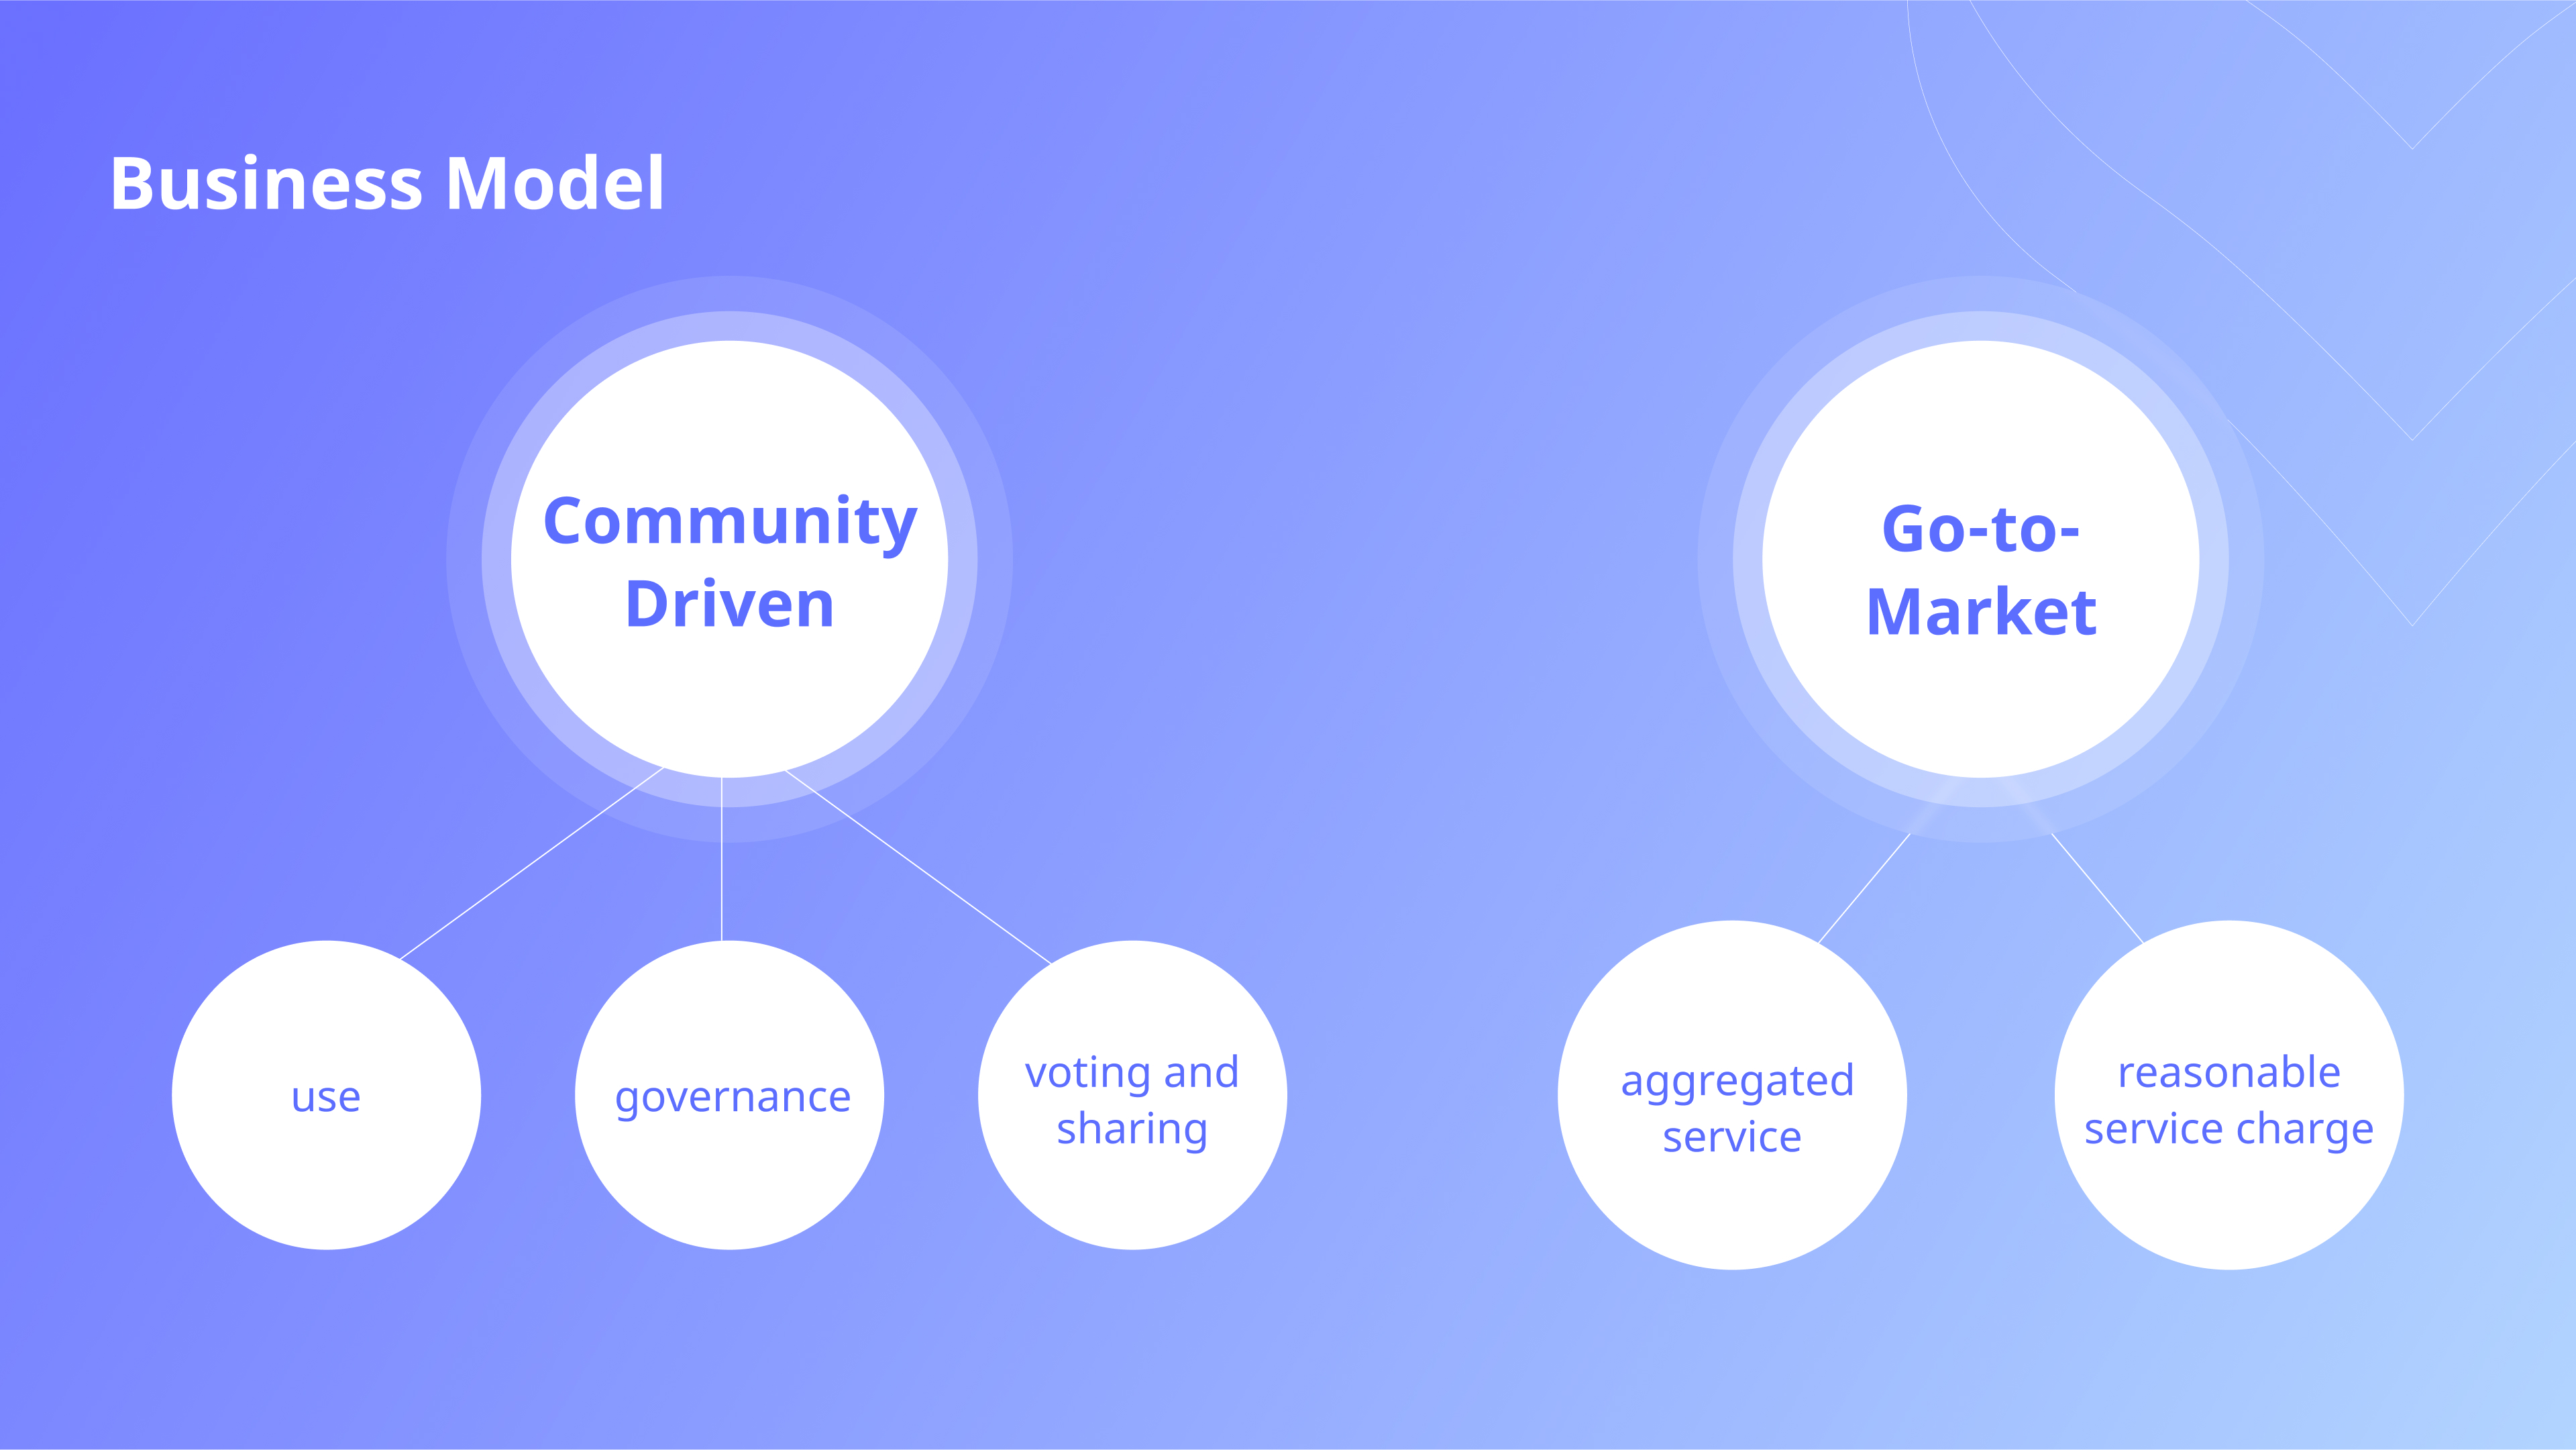 Business Model
Community
Driven
Go-to-
Market
use
governance
voting and
sharing
aggregated
service
reasonable
service charge